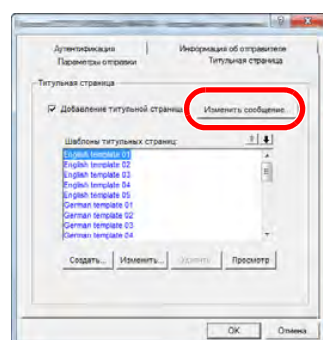 Аутентификация Информация об отправителе
Параметры отправки Титульная страница
Титульная страница
Добавление титульной страницы Изменить сообщение...
Шаблоны титульных страниц:
English template 01
English template 02
English template 03
English template 04
English template 05
German template 01
German template 02
German template 03
German template 04
Создать... Изменить... Удалить Просмотр
OK Отмена